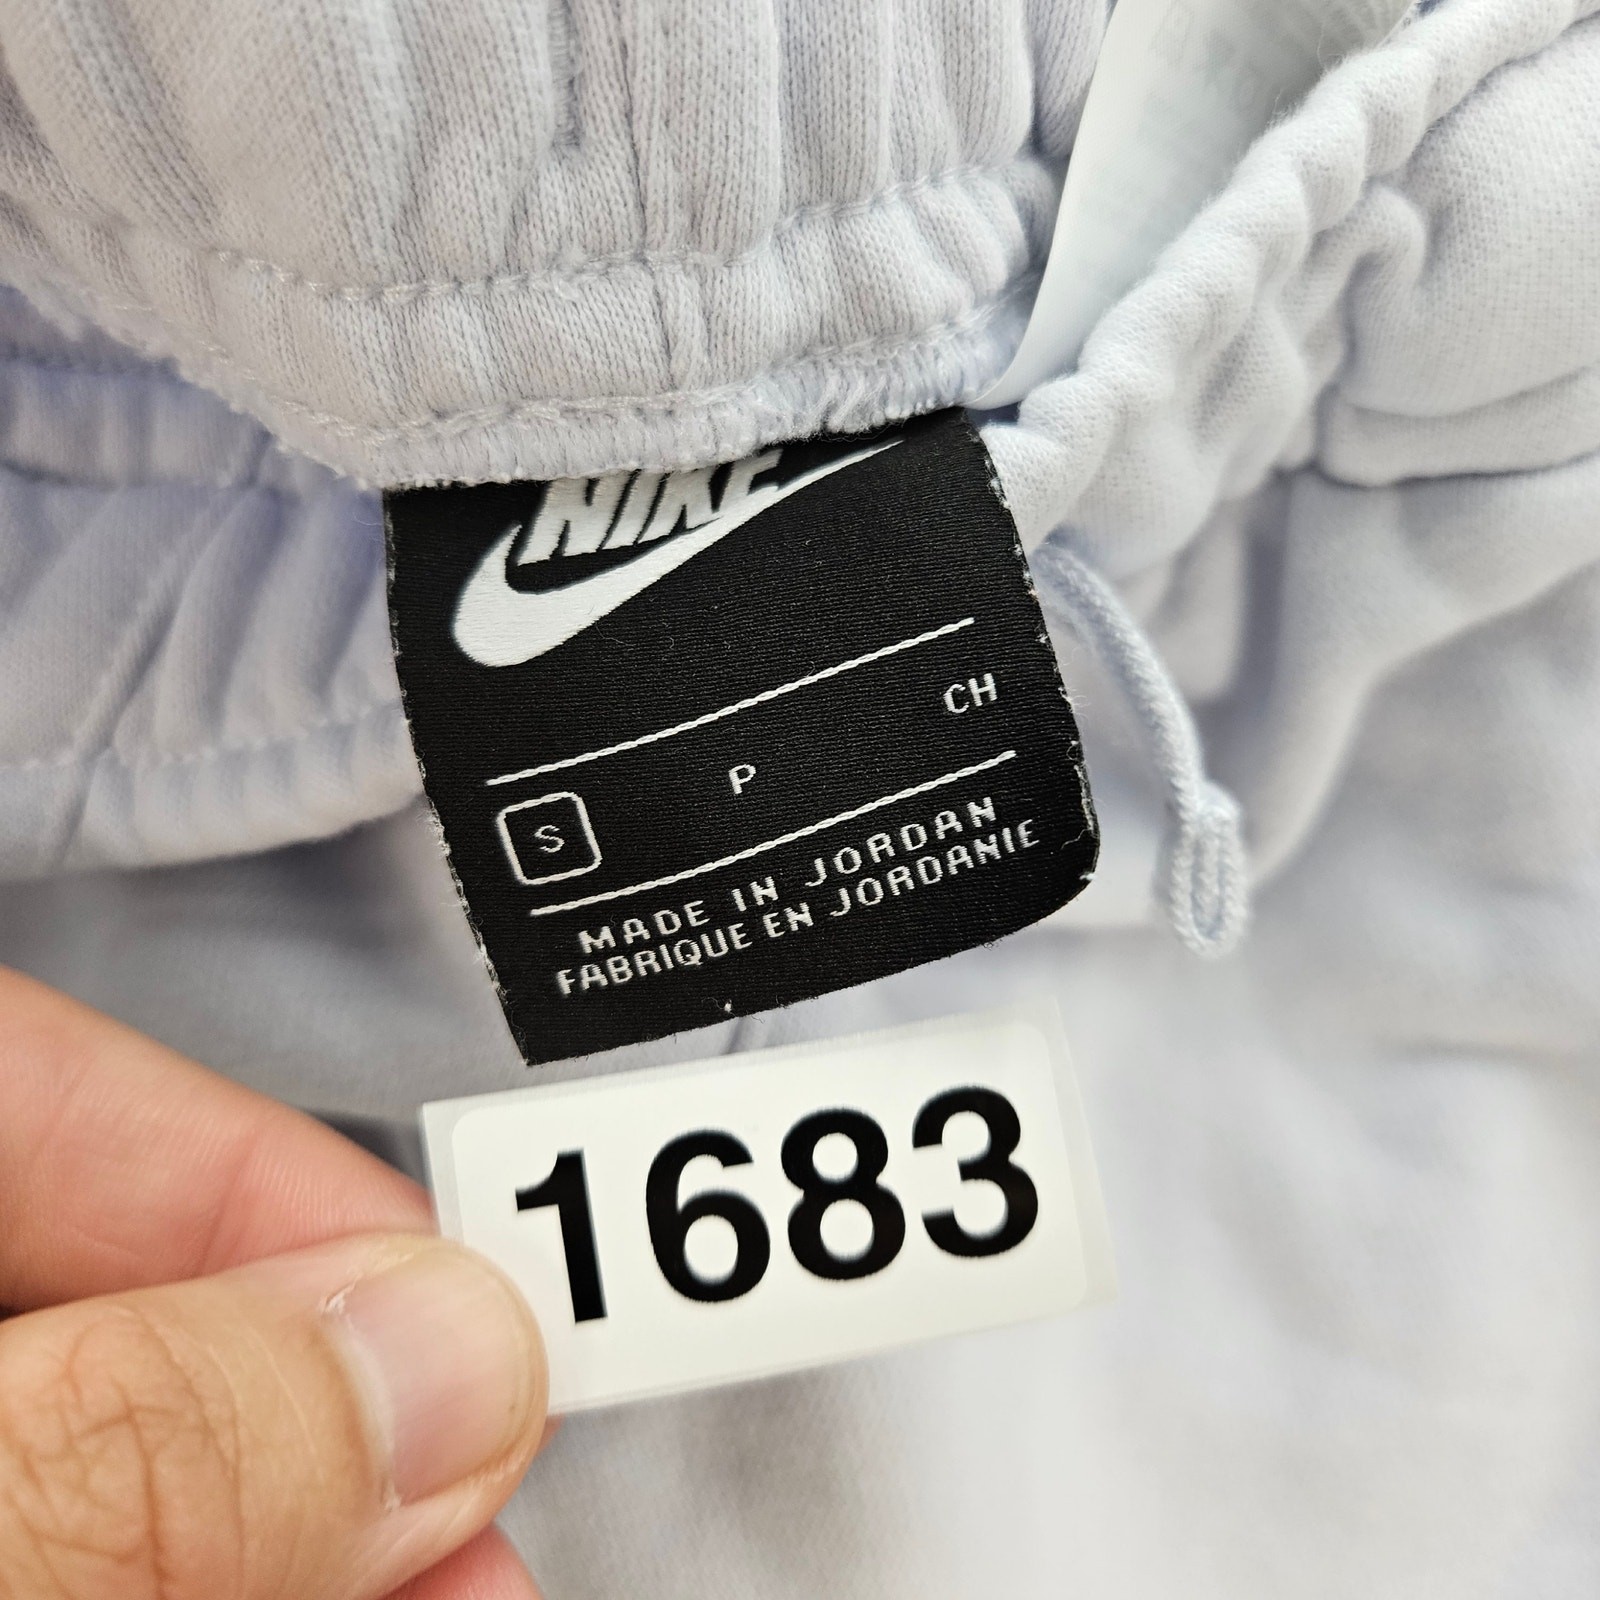 NIKE
S P CH
MADE IN JORDAN
FABRIQUE EN JORDANIE
1683